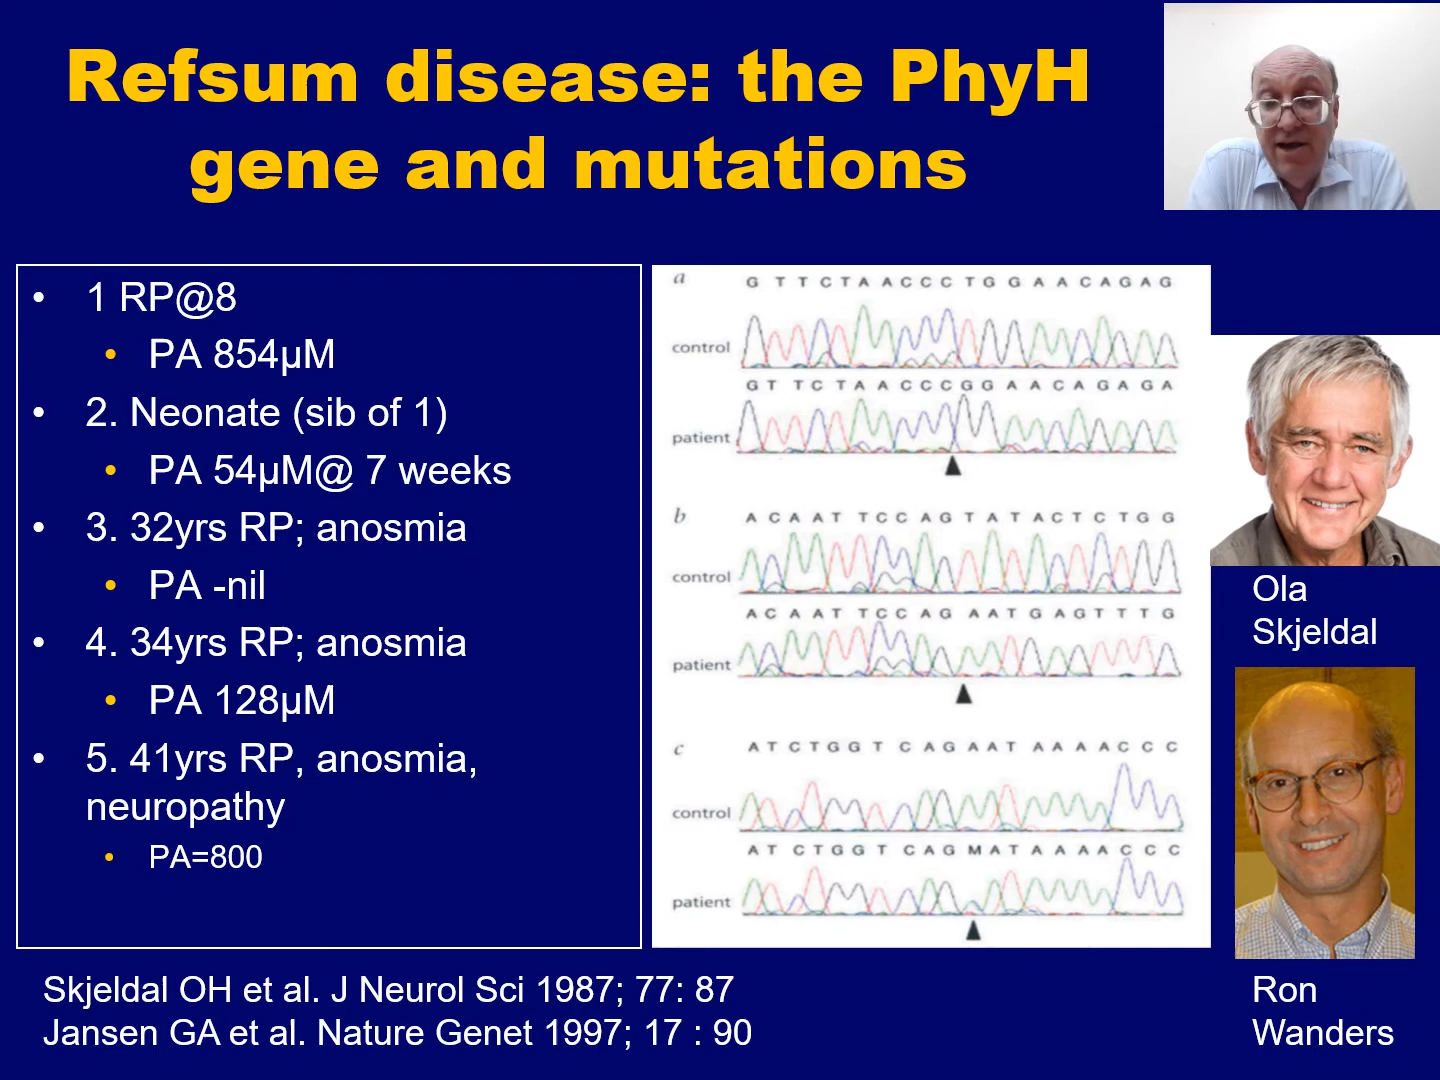 Refsum disease: the PhyH
gene and mutations
• 1 RP@8
• PA 854µM
• 2. Neonate (sib of 1)
• PA 54µM@ 7 weeks
• 3. 32yrs RP; anosmia
• PA -nil
• 4. 34yrs RP; anosmia
• PA 128µM
• 5. 41yrs RP, anosmia,
neuropathy
• PA=800
a
G T T C T A A C C C T G G A A C A G A G
control
G T T C T A A C C C G G A A C A G A G A
patient
b
A C A A T T C C A G T A T A C T C T G G
control
A C A A T T C C A G A A T G A G T T T G
patient
c
A T C T G G T C A G A A T A A A A C C C
control
A T C T G G T C A G M A T A A A A C C C
patient
Ola
Skjeldal
Ron
Wanders
Skjeldal OH et al. J Neurol Sci 1987; 77: 87
Jansen GA et al. Nature Genet 1997; 17 : 90